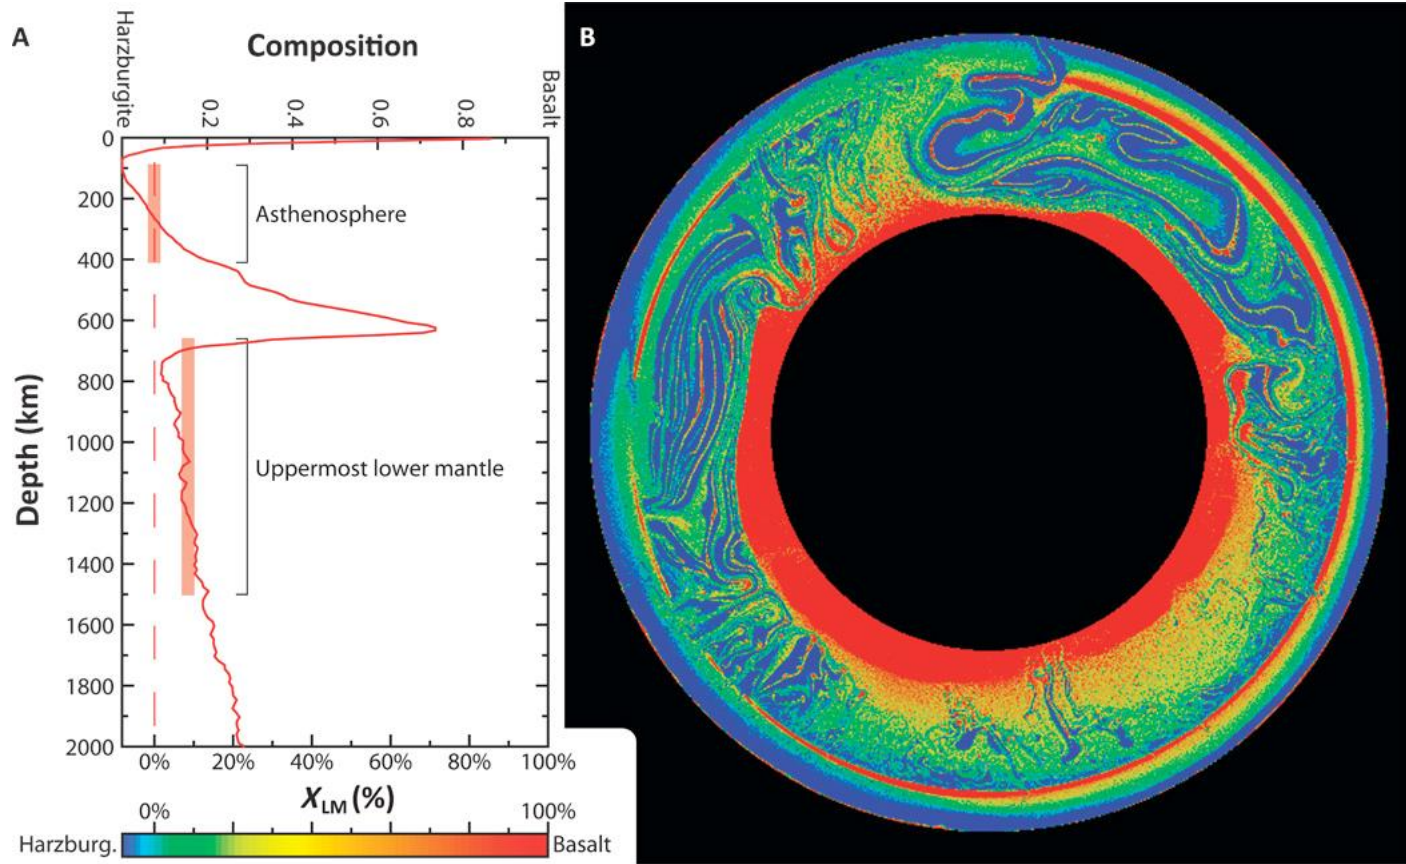 A
Composition
Harzburgite
0.2
0.4
0.6
0.8
Basalt
0
200
400
600
800
1000
1200
1400
1600
1800
2000
Depth (km)
Asthenosphere
Uppermost lower mantle
0%
20%
40%
60%
80%
100%
XLM (%)
0%
100%
Harzburg.
Basalt
B